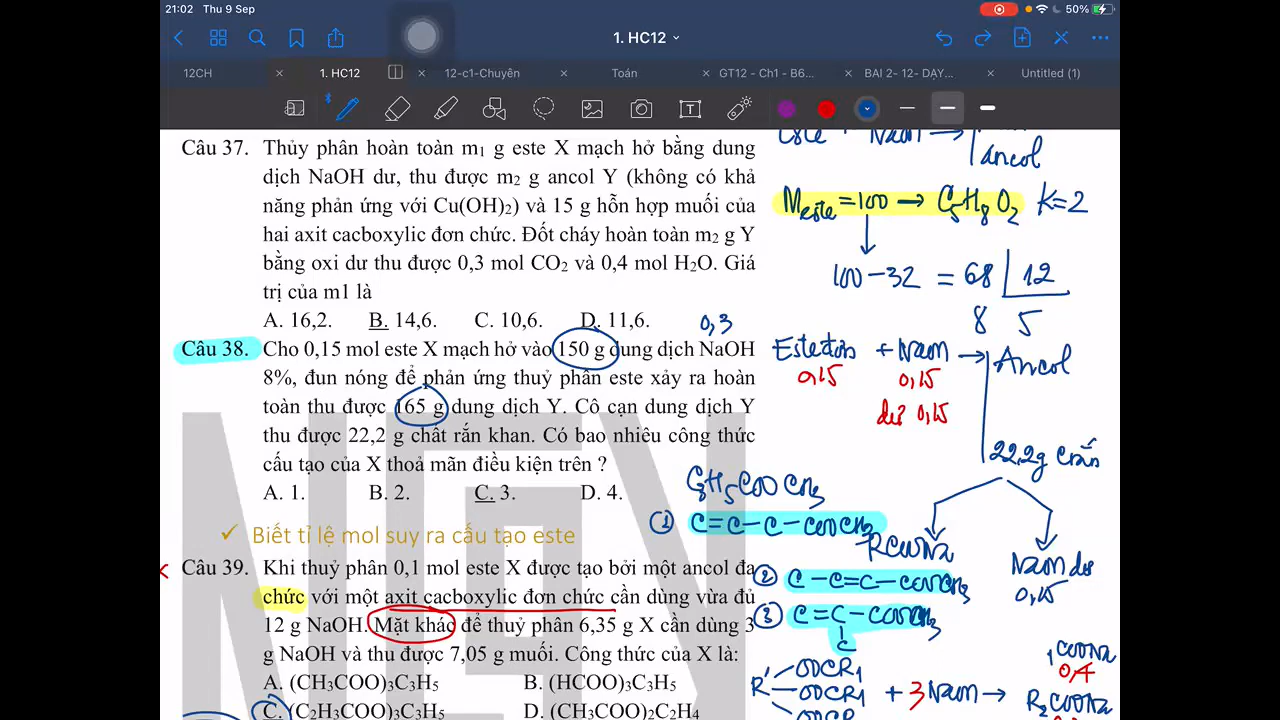 21:02 Thu 9 Sep
50%
1. HC12
12CH
1. HC12
12-c1-Chuyên
Toán
GT12 - Ch1 - B6...
BAI 2- 12- DẠY...
Untitled (1)
Câu 37. Thủy phân hoàn toàn m₁ g este X mạch hở bằng dung
dịch NaOH dư, thu được m₂ g ancol Y (không có khả
năng phản ứng với Cu(OH)₂) và 15 g hỗn hợp muối của
hai axit cacboxylic đơn chức. Đốt cháy hoàn toàn m₂ g Y
bằng oxi dư thu được 0,3 mol CO₂ và 0,4 mol H₂O. Giá
trị của m1 là
A. 16,2. B. 14,6. C. 10,6. D. 11,6.
Câu 38. Cho 0,15 mol este X mạch hở vào 150 g dung dịch NaOH
8%, đun nóng để phản ứng thuỷ phân este xảy ra hoàn
toàn thu được 165 g dung dịch Y. Cô cạn dung dịch Y
thu được 22,2 g chất rắn khan. Có bao nhiêu công thức
cấu tạo của X thoả mãn điều kiện trên ?
A. 1. B. 2. C. 3. D. 4.
✓ Biết tỉ lệ mol suy ra cấu tạo este
Câu 39. Khi thuỷ phân 0,1 mol este X được tạo bởi một ancol đa
chức với một axit cacboxylic đơn chức cần dùng vừa đủ
12 g NaOH. Mặt khác để thuỷ phân 6,35 g X cần dùng 3
g NaOH và thu được 7,05 g muối. Công thức của X là:
A. (CH₃COO)₃C₃H₅ B. (HCOO)₃C₃H₅
C. (C₂H₃COO)₃C₃H₅ D. (CH₃COO)₂C₂H₄
Este + NaOH →
ancol
M este = 100 → C₅H₈O₂ K=2
100 - 32 = 68 | 12
8 5
0,3
Este đơn + NaOH → Ancol
0,15 0,15
dư 0,15
22,2g c rắn
RCOONa
NaOH dư
0,15
C₃H₅COOCH₃
① C=C-C-COOCH₃
② C-C=C-COOCH₃
③ C=C-COOCH₃
C
R'
OOCR₁
OOCR₁
+ 3NaOH →
COONa
0,4
R₂COONa